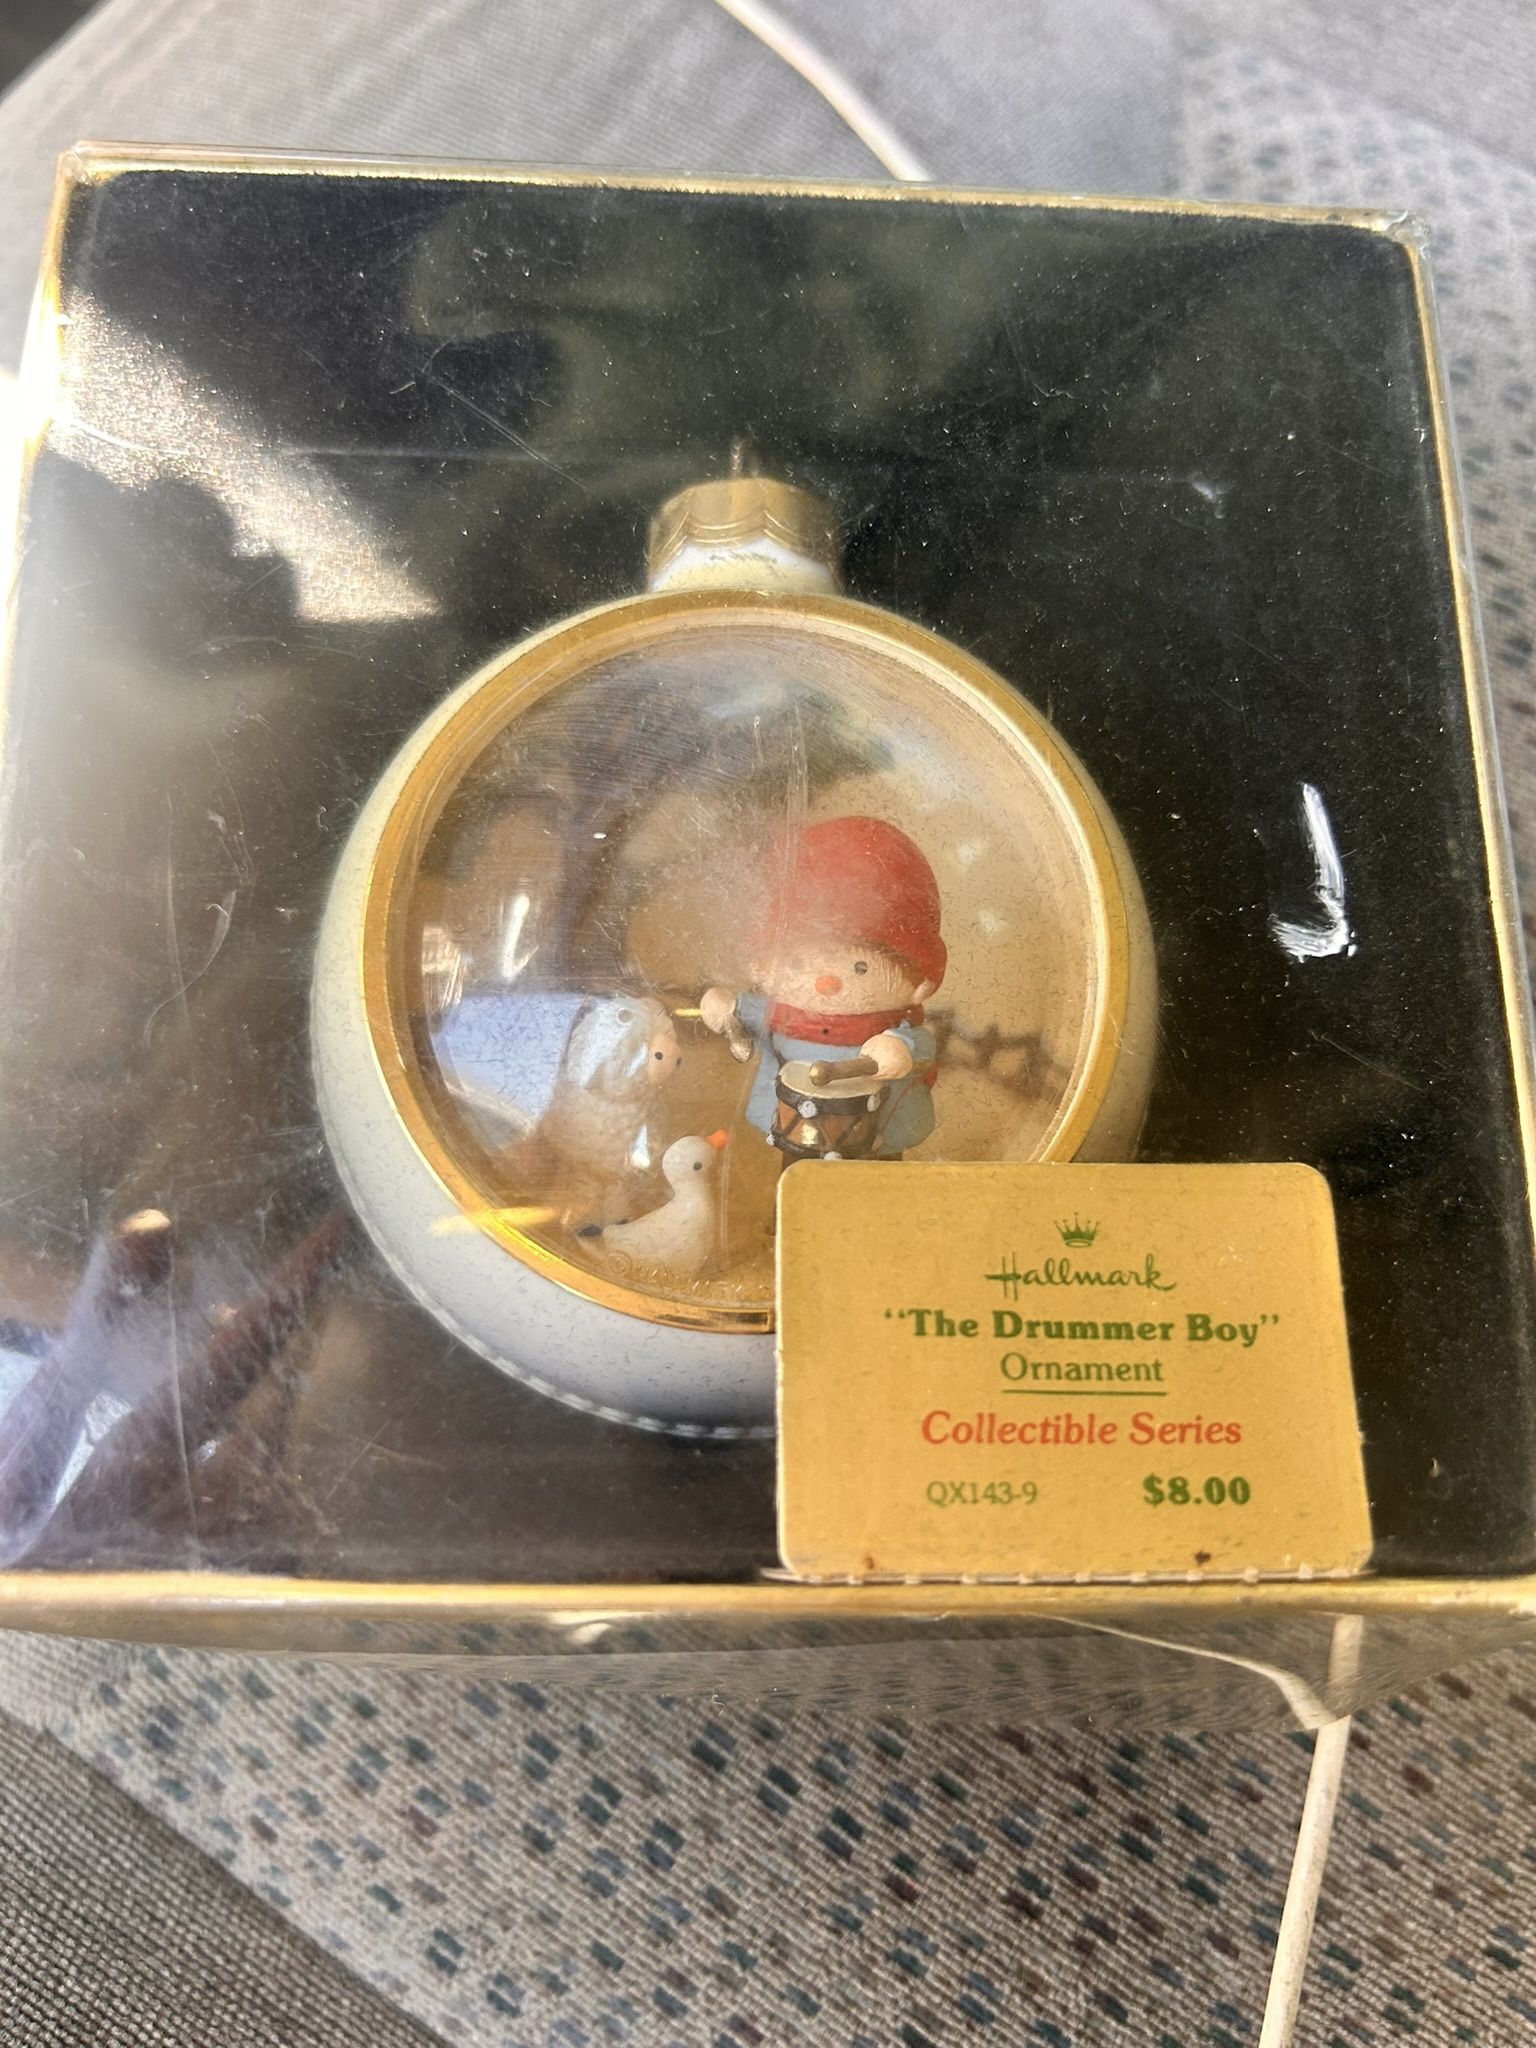 Hallmark
“The Drummer Boy”
Ornament
Collectible Series
QX143-9 $8.00